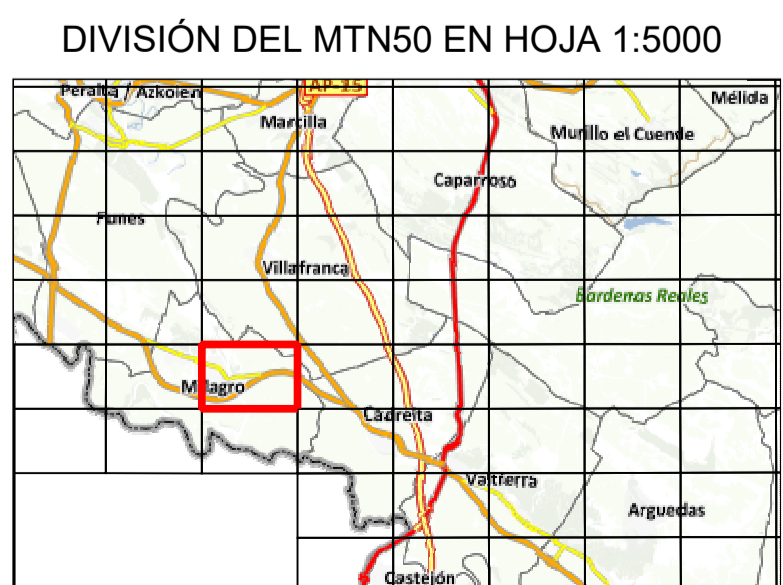 DIVISIÓN DEL MTN50 EN HOJA 1:5000
AP-15
Peralta / Azkoien
Mélida
Marcilla
Murillo el Cuende
Caparroso
Funes
Villafranca
Bardenas Reales
Milagro
Cadreita
Valtierra
Arguedas
Castejón